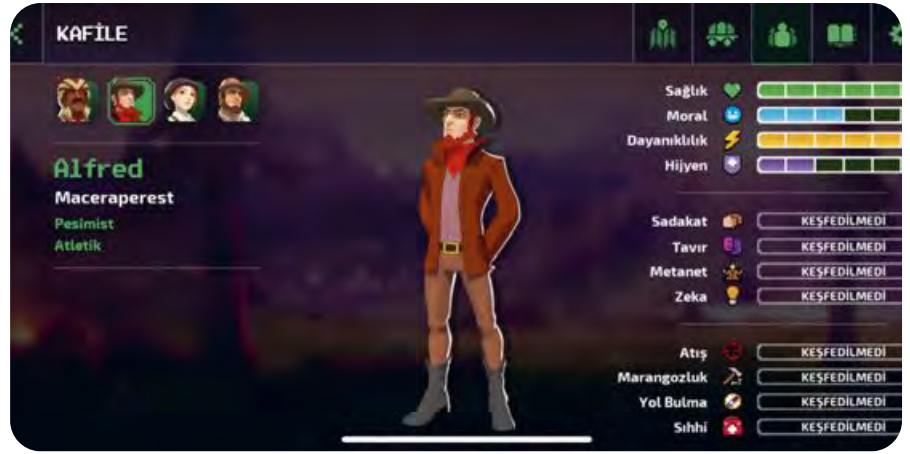 KAFİLE
Alfred
Maceraperest
Pesimist
Atletik
Sağlık
Moral
Dayanıklılık
Hijyen
Sadakat KEŞFEDİLMEDİ
Tavır KEŞFEDİLMEDİ
Metanet KEŞFEDİLMEDİ
Zeka KEŞFEDİLMEDİ
Atış KEŞFEDİLMEDİ
Marangozluk KEŞFEDİLMEDİ
Yol Bulma KEŞFEDİLMEDİ
Sıhhi KEŞFEDİLMEDİ